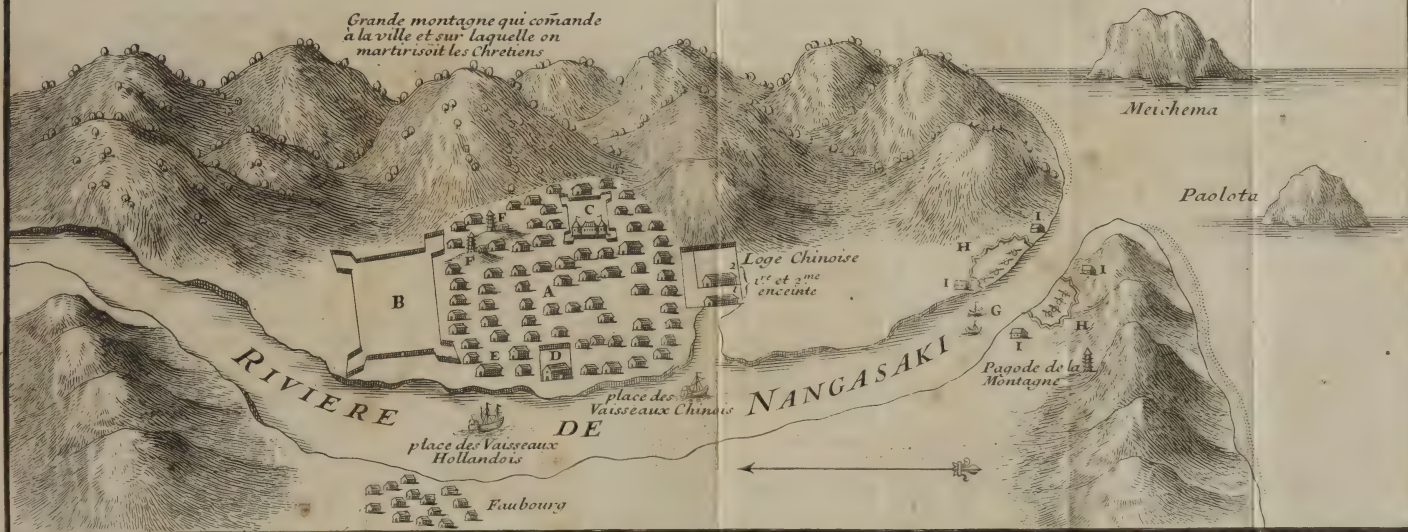 Grande montagne qui com̃ande
à la ville et sur laquelle on
martirisoit les Chretiens
Meichema
Paolota
C
F
F
I
H
Loge Chinoise
2
1.re et 2.me
1
enceinte
I
I
A
B
G
H
I
E
D
Pagode de la
Montagne
RIVIERE DE NANGASAKI
place des
Vaisseaux Chinois
place des Vaisseaux
Hollandois
Faubourg